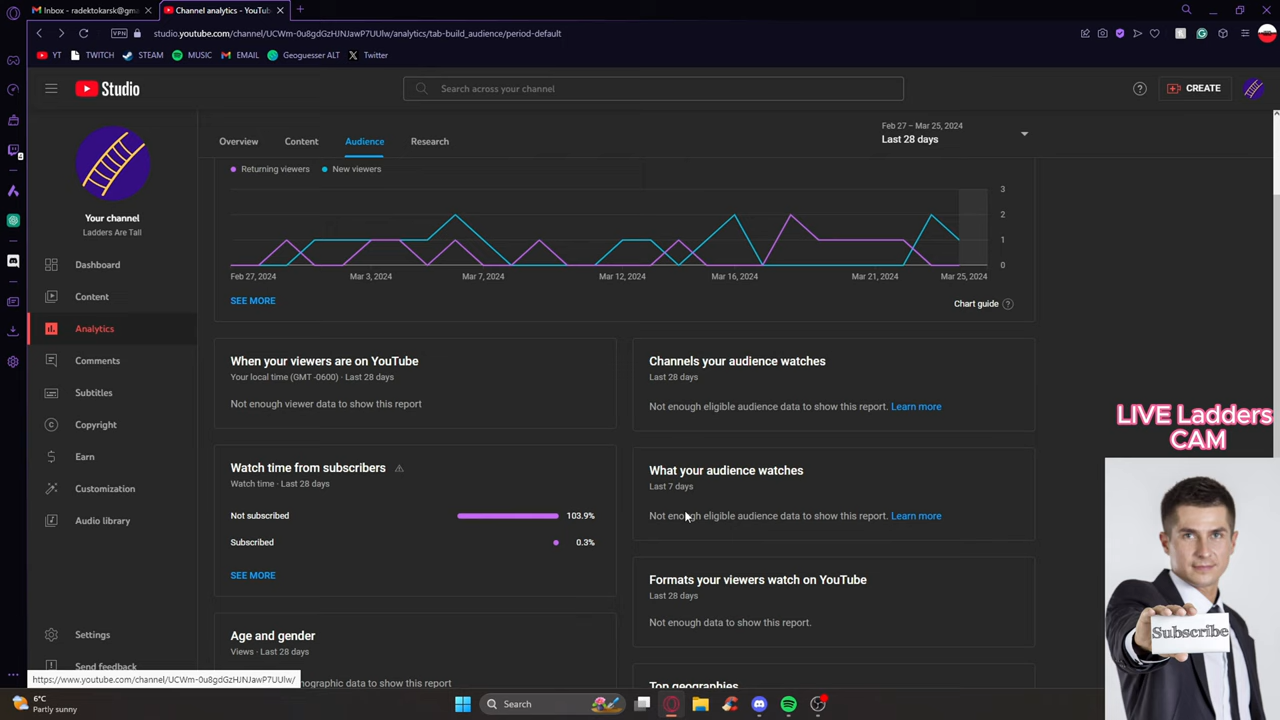 Inbox - radektokarsk@gma
Channel analytics - YouTu
VPN
studio.youtube.com/channel/UCWm-0u8gdGzHJNJawP7UUlw/analytics/tab-build_audience/period-default
YT
TWITCH
STEAM
MUSIC
EMAIL
Geoguesser ALT
Twitter
Studio
Search across your channel
CREATE
Overview
Content
Audience
Research
Feb 27 – Mar 25, 2024
Last 28 days
Returning viewers
New viewers
3
2
1
0
Feb 27, 2024
Mar 3, 2024
Mar 7, 2024
Mar 12, 2024
Mar 16, 2024
Mar 21, 2024
Mar 25, 2024
SEE MORE
Chart guide
Your channel
Ladders Are Tall
Dashboard
Content
Analytics
Comments
Subtitles
Copyright
Earn
Customization
Audio library
Settings
Send feedback
When your viewers are on YouTube
Your local time (GMT -0600) · Last 28 days
Not enough viewer data to show this report
Channels your audience watches
Last 28 days
Not enough eligible audience data to show this report. Learn more
Watch time from subscribers
Watch time · Last 28 days
Not subscribed
103.9%
Subscribed
0.3%
SEE MORE
What your audience watches
Last 7 days
Not enough eligible audience data to show this report. Learn more
Formats your viewers watch on YouTube
Last 28 days
Not enough data to show this report.
Age and gender
Views · Last 28 days
ographic data to show this report
Top geographies
LIVE Ladders
CAM
Subscribe
https://www.youtube.com/channel/UCWm-0u8gdGzHJNJawP7UUlw/
6°C
Partly sunny
Search